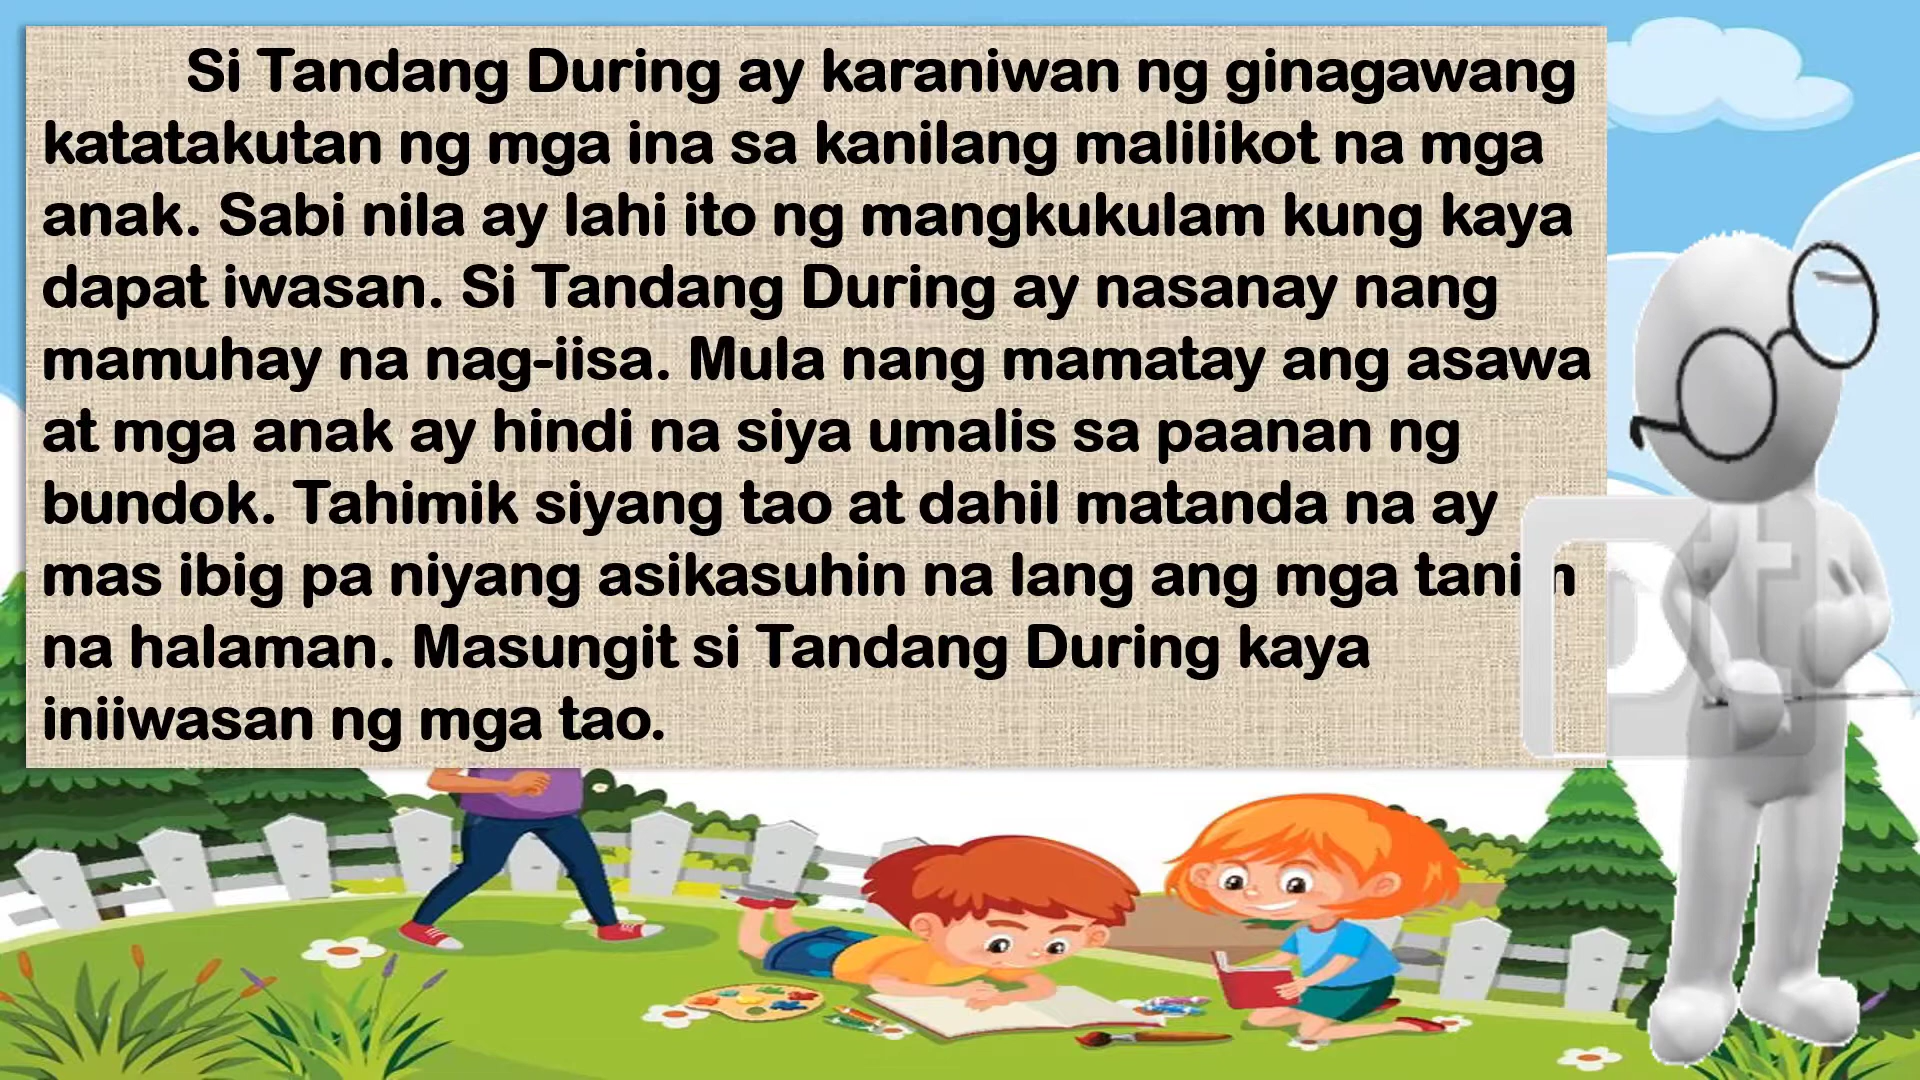 Si Tandang During ay karaniwan ng ginagawang
katatakutan ng mga ina sa kanilang malilikot na mga
anak. Sabi nila ay lahi ito ng mangkukulam kung kaya
dapat iwasan. Si Tandang During ay nasanay nang
mamuhay na nag-iisa. Mula nang mamatay ang asawa
at mga anak ay hindi na siya umalis sa paanan ng
bundok. Tahimik siyang tao at dahil matanda na ay
mas ibig pa niyang asikasuhin na lang ang mga tanim
na halaman. Masungit si Tandang During kaya
iniiwasan ng mga tao.